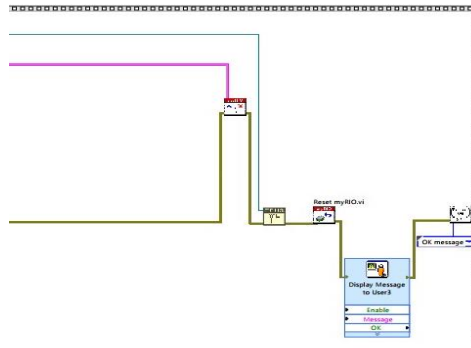 Reset myRIO.vi
OK message
Display Message
to User3
Enable
Message
OK